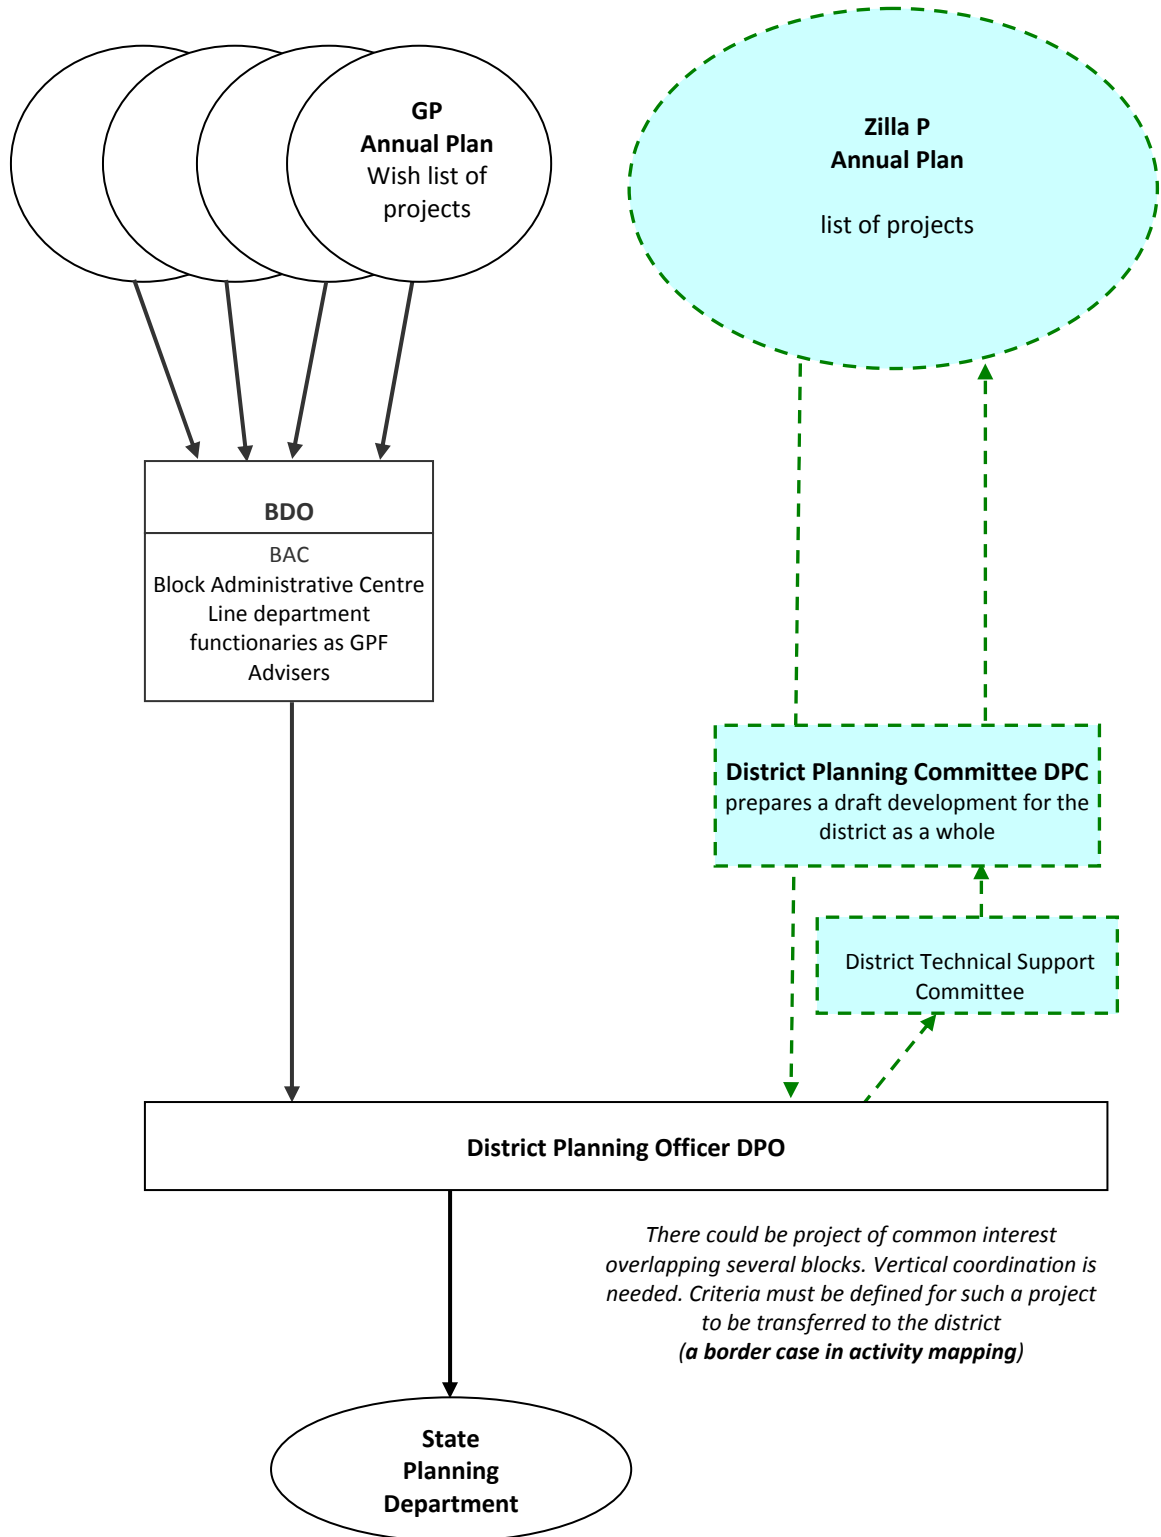 GP
Annual Plan
Wish list of
projects
Zilla P
Annual Plan
list of projects
BDO
BAC
Block Administrative Centre
Line department
functionaries as GPF
Advisers
District Planning Committee DPC
prepares a draft development for the
district as a whole
District Technical Support
Committee
District Planning Officer DPO
There could be project of common interest
overlapping several blocks. Vertical coordination is
needed. Criteria must be defined for such a project
to be transferred to the district
(a border case in activity mapping)
State
Planning
Department